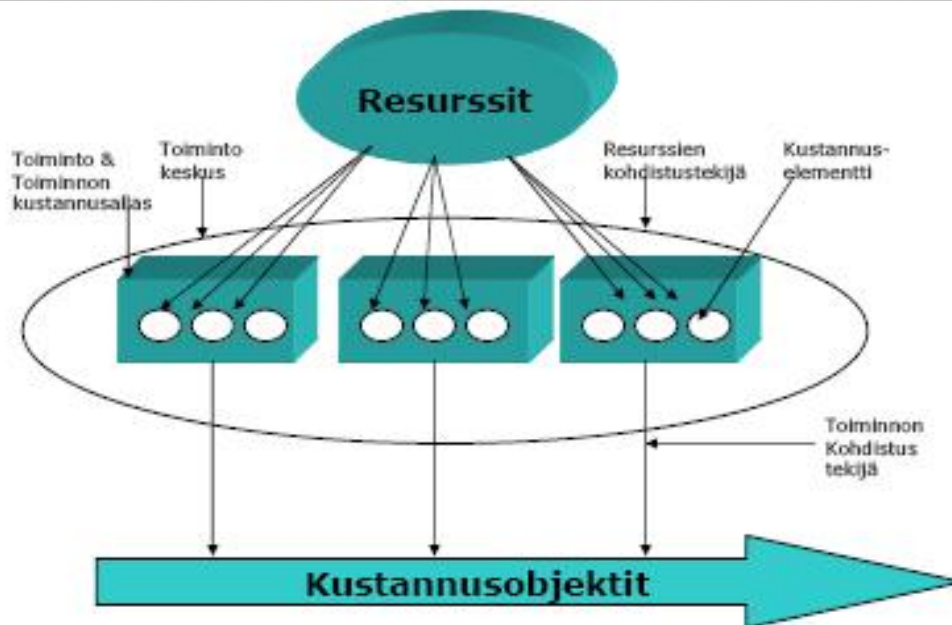 Resurssit
Toiminto &
Toiminnon
kustannusallas
Toiminto
keskus
Resurssien
kohdistustekijä
Kustannus-
elementti
Toiminnon
Kohdistus
tekijä
Kustannusobjektit